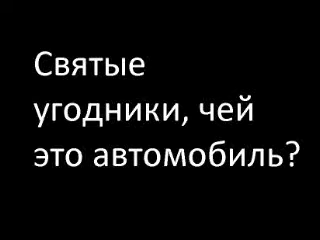 Святые
угодники, чей
это автомобиль?